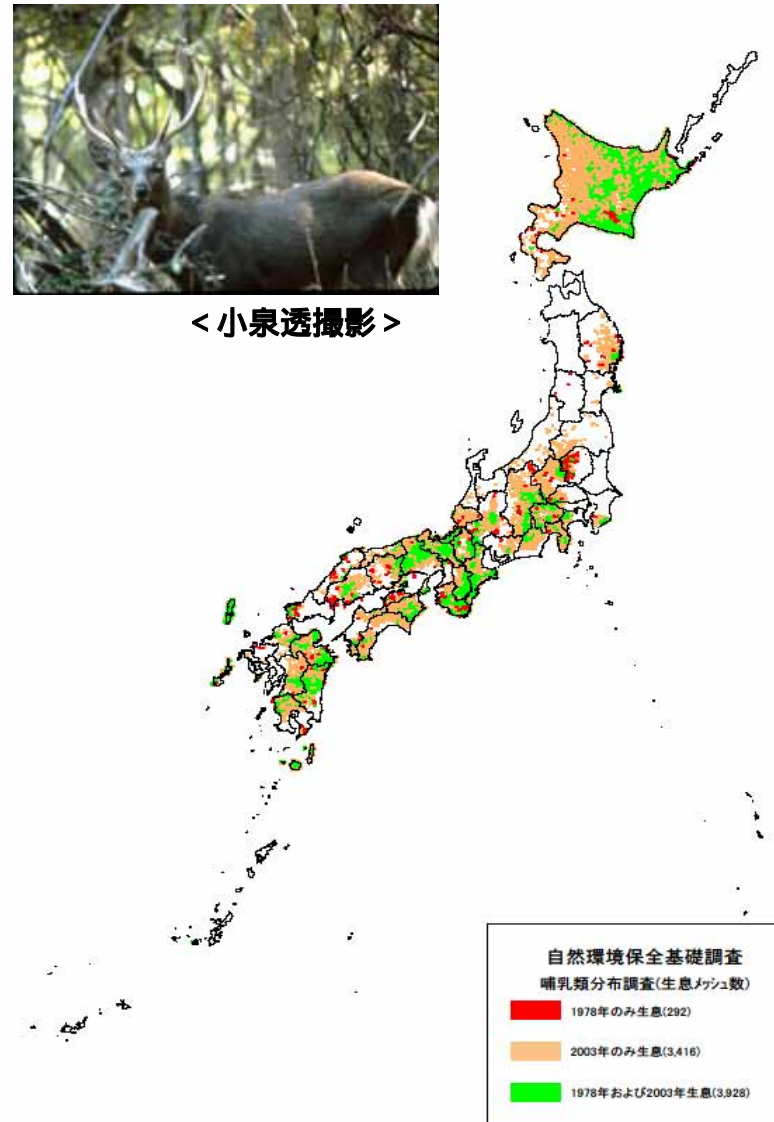 <小泉透撮影>
自然環境保全基礎調査
哺乳類分布調査(生息メッシュ数)
1978年のみ生息(292)
2003年のみ生息(3,416)
1978年および2003年生息(3,928)